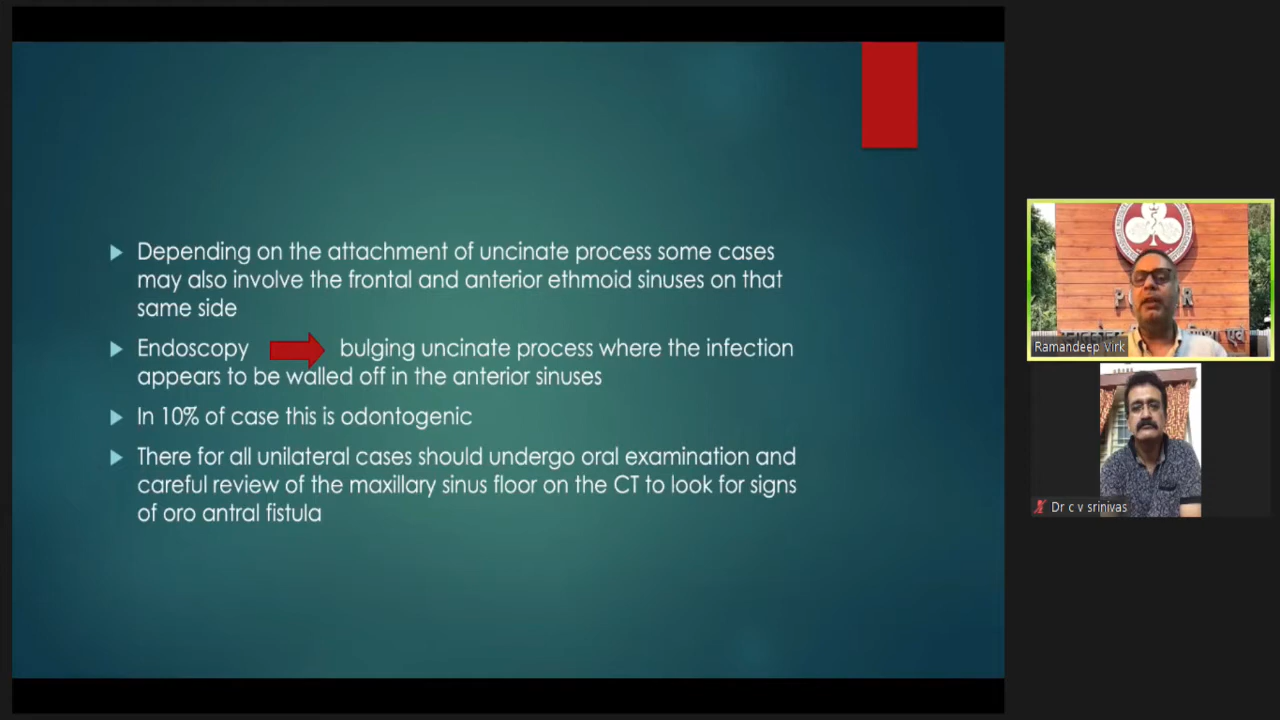 Depending on the attachment of uncinate process some cases
may also involve the frontal and anterior ethmoid sinuses on that
same side
Endoscopy bulging uncinate process where the infection
appears to be walled off in the anterior sinuses
In 10% of case this is odontogenic
There for all unilateral cases should undergo oral examination and
careful review of the maxillary sinus floor on the CT to look for signs
of oro antral fistula
Ramandeep Virk
Dr c v srinivas